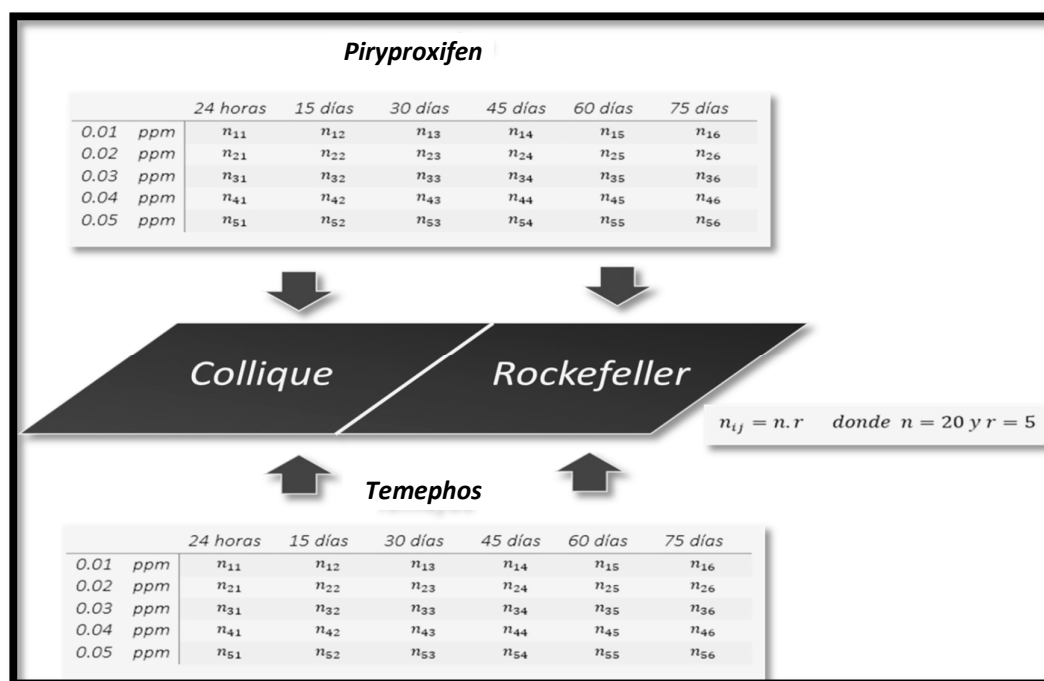 Piryproxifen
24 horas 15 días 30 días 45 días 60 días 75 días
0.01 ppm n₁₁ n₁₂ n₁₃ n₁₄ n₁₅ n₁₆
0.02 ppm n₂₁ n₂₂ n₂₃ n₂₄ n₂₅ n₂₆
0.03 ppm n₃₁ n₃₂ n₃₃ n₃₄ n₃₅ n₃₆
0.04 ppm n₄₁ n₄₂ n₄₃ n₄₄ n₄₅ n₄₆
0.05 ppm n₅₁ n₅₂ n₅₃ n₅₄ n₅₅ n₅₆
Collique Rockefeller
nᵢⱼ = n.r donde n = 20 y r = 5
Temephos
24 horas 15 días 30 días 45 días 60 días 75 días
0.01 ppm n₁₁ n₁₂ n₁₃ n₁₄ n₁₅ n₁₆
0.02 ppm n₂₁ n₂₂ n₂₃ n₂₄ n₂₅ n₂₆
0.03 ppm n₃₁ n₃₂ n₃₃ n₃₄ n₃₅ n₃₆
0.04 ppm n₄₁ n₄₂ n₄₃ n₄₄ n₄₅ n₄₆
0.05 ppm n₅₁ n₅₂ n₅₃ n₅₄ n₅₅ n₅₆